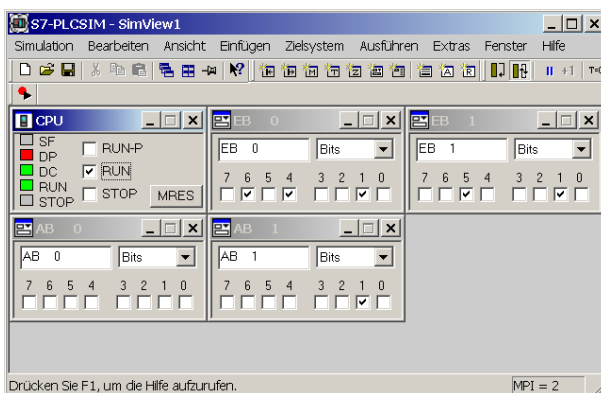 S7-PLCSIM - SimView1
Simulation Bearbeiten Ansicht Einfügen Zielsystem Ausführen Extras Fenster Hilfe
+1 T=0
CPU
SF
DP
DC
RUN
STOP
RUN-P
RUN
STOP
MRES
EB 0
EB 0 Bits
7 6 5 4 3 2 1 0
EB 1
EB 1 Bits
7 6 5 4 3 2 1 0
AB 0
AB 0 Bits
7 6 5 4 3 2 1 0
AB 1
AB 1 Bits
7 6 5 4 3 2 1 0
Drücken Sie F1, um die Hilfe aufzurufen.
MPI = 2